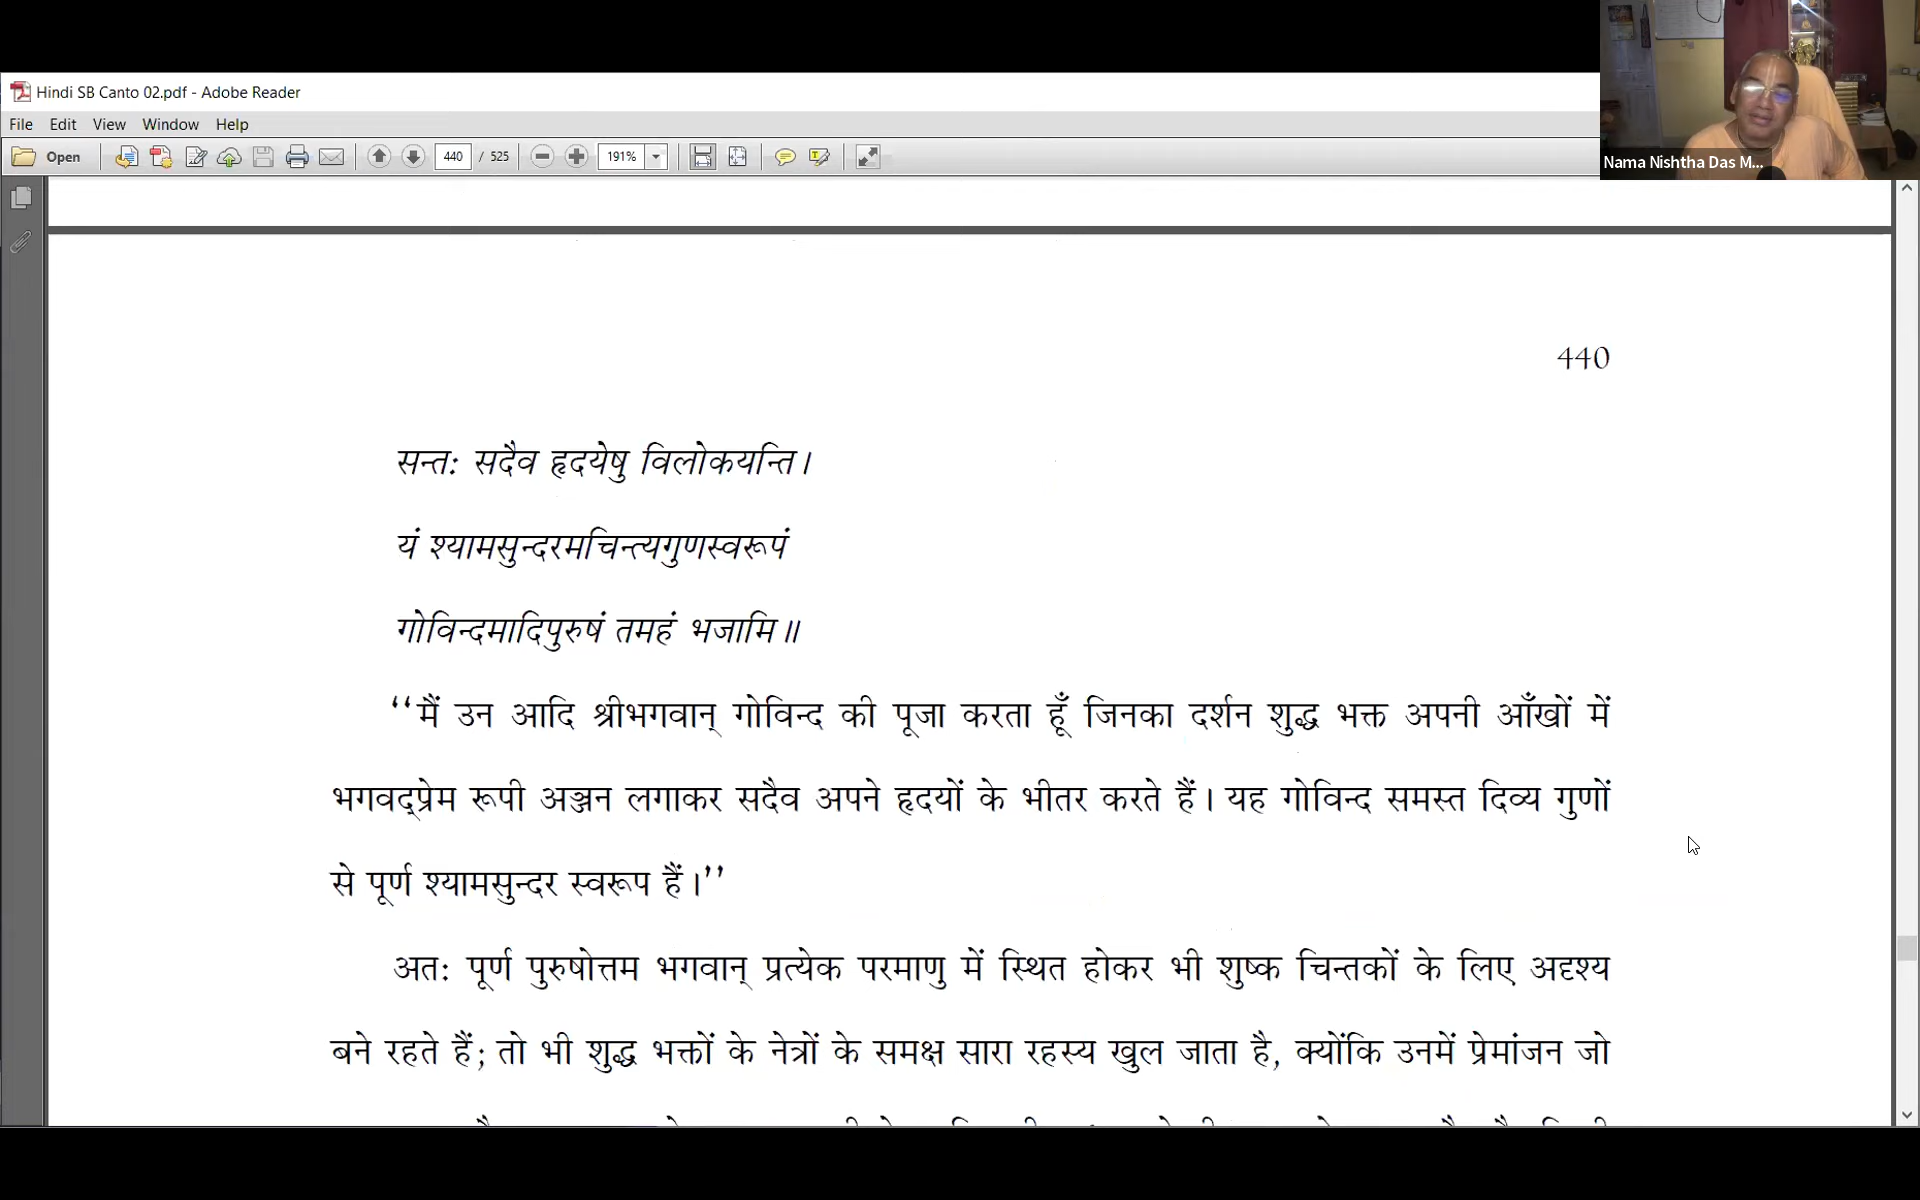 Hindi SB Canto 02.pdf - Adobe Reader
File Edit View Window Help
Open 440 / 525 191%
Nama Nishtha Das M...
440
सन्तः सदैव हृदयेषु विलोकयन्ति।
यं श्यामसुन्दरमचिन्त्यगुणस्वरूपं
गोविन्दमादिपुरुषं तमहं भजामि॥
‘‘मैं उन आदि श्रीभगवान् गोविन्द की पूजा करता हूँ जिनका दर्शन शुद्ध भक्त अपनी आँखों में
भगवद्प्रेम रूपी अञ्जन लगाकर सदैव अपने हृदयों के भीतर करते हैं। यह गोविन्द समस्त दिव्य गुणों
से पूर्ण श्यामसुन्दर स्वरूप हैं।’’
अतः पूर्ण पुरुषोत्तम भगवान् प्रत्येक परमाणु में स्थित होकर भी शुष्क चिन्तकों के लिए अदृश्य
बने रहते हैं; तो भी शुद्ध भक्तों के नेत्रों के समक्ष सारा रहस्य खुल जाता है, क्योंकि उनमें प्रेमांजन जो